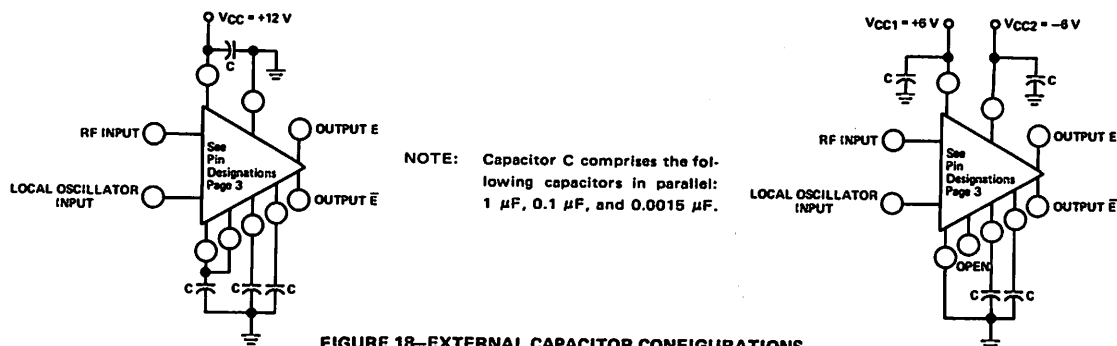 VCC = +12 V
C
RF INPUT
See
Pin
Designations
Page 3
OUTPUT E
LOCAL OSCILLATOR
INPUT
OUTPUT E̅
C
C
C
NOTE: Capacitor C comprises the fol-
lowing capacitors in parallel:
1 μF, 0.1 μF, and 0.0015 μF.
VCC1 = +6 V
VCC2 = −6 V
C
C
RF INPUT
See
Pin
Designations
Page 3
OUTPUT E
LOCAL OSCILLATOR
INPUT
OUTPUT E̅
OPEN
C
C
FIGURE 18—EXTERNAL CAPACITOR CONFIGURATIONS